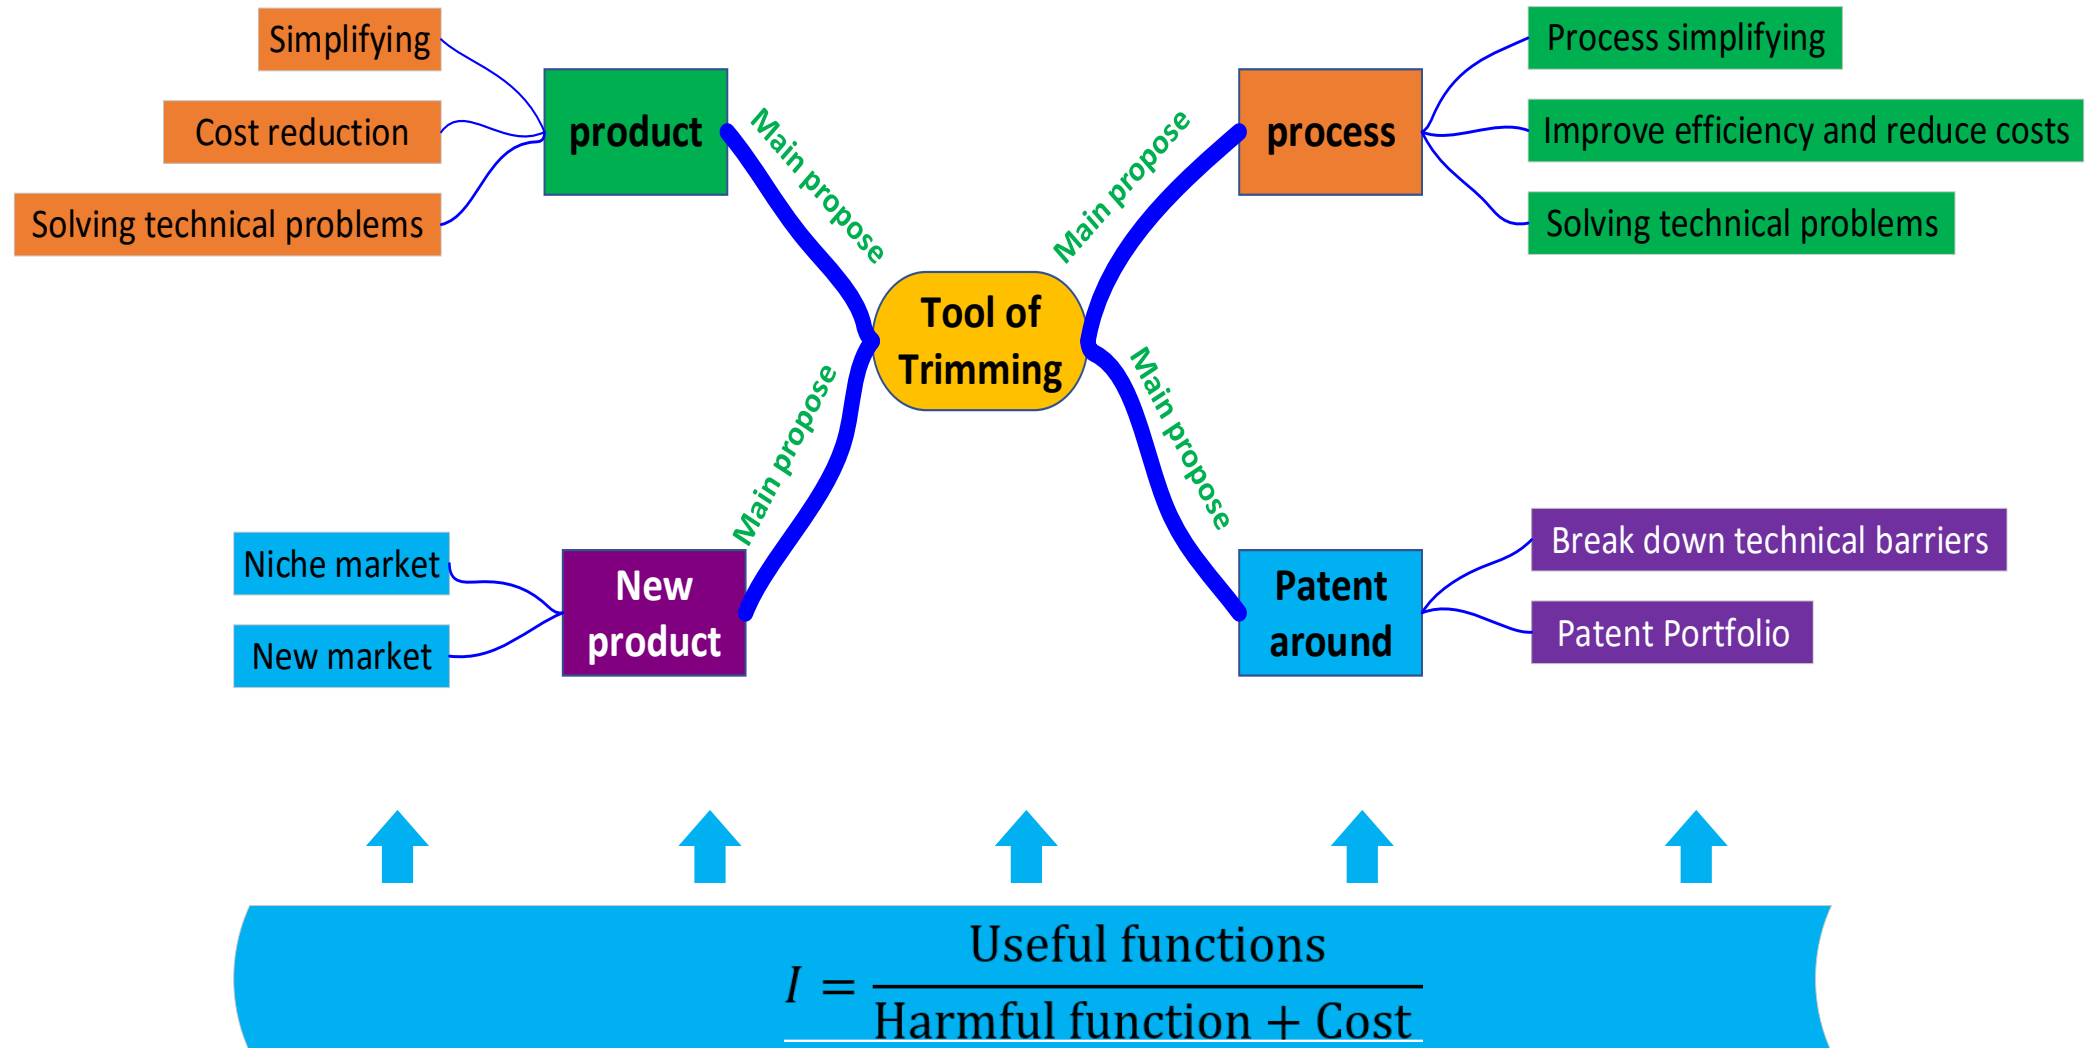 Simplifying
Cost reduction
Solving technical problems
product
Main propose
Main propose
process
Process simplifying
Improve efficiency and reduce costs
Solving technical problems
Tool of
Trimming
Main propose
Main propose
Niche market
New market
New
product
Patent
around
Break down technical barriers
Patent Portfolio
I = Useful functions / Harmful function + Cost